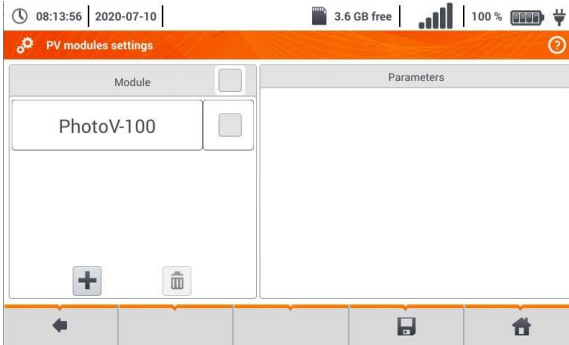 08:13:56 2020-07-10 3.6 GB free 100 %
PV modules settings ?
Module Parameters
PhotoV-100